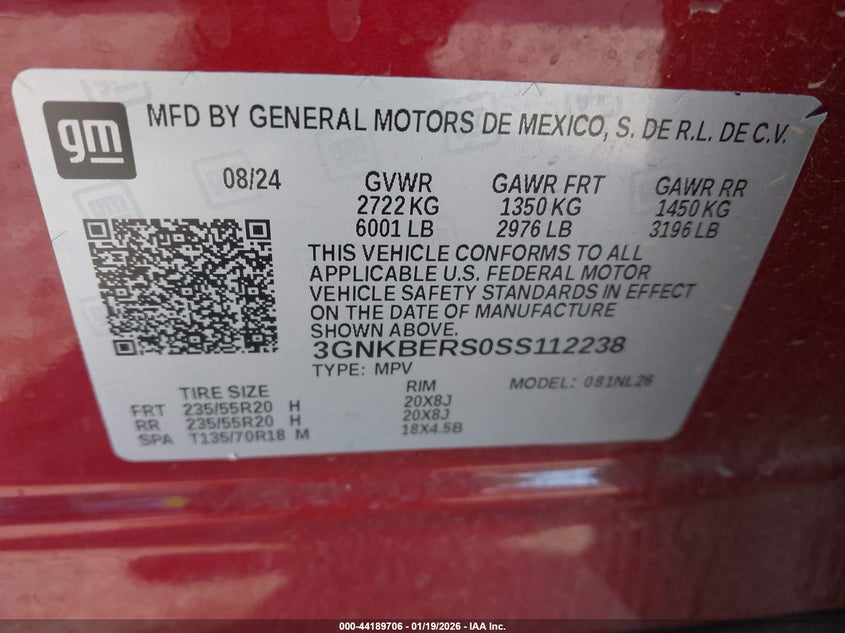 gm
MFD BY GENERAL MOTORS DE MEXICO, S. DE R.L. DE C.V.
08/24 GVWR GAWR FRT GAWR RR
2722 KG 1350 KG 1450 KG
6001 LB 2976 LB 3196 LB
THIS VEHICLE CONFORMS TO ALL
APPLICABLE U.S. FEDERAL MOTOR
VEHICLE SAFETY STANDARDS IN EFFECT
ON THE DATE OF MANUFACTURE
SHOWN ABOVE.
3GNKBERS0SS112238
TYPE: MPV MODEL: 081NL26
TIRE SIZE RIM
FRT 235/55R20 H 20X8J
RR 235/55R20 H 20X8J
SPA T135/70R18 M 18X4.5B
000-44189706 - 01/19/2026 - IAA Inc.